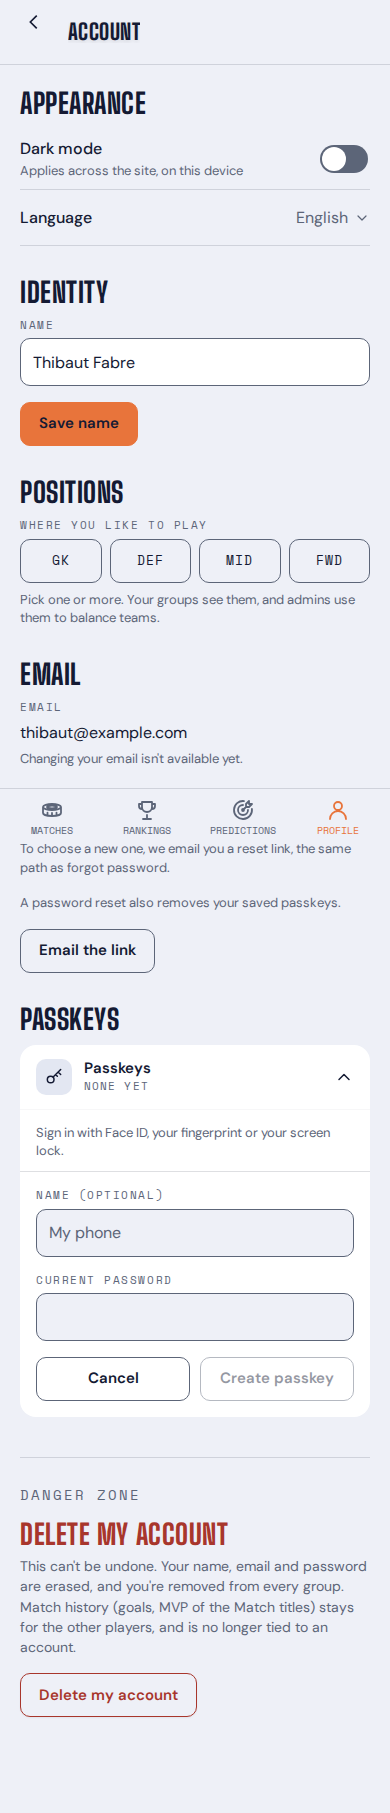 ACCOUNT
APPEARANCE
Dark mode
Applies across the site, on this device
Language
English
IDENTITY
NAME
Thibaut Fabre
Save name
POSITIONS
WHERE YOU LIKE TO PLAY
GK DEF MID FWD
Pick one or more. Your groups see them, and admins use
them to balance teams.
EMAIL
EMAIL
thibaut@example.com
Changing your email isn't available yet.
MATCHES RANKINGS PREDICTIONS PROFILE
To choose a new one, we email you a reset link, the same
path as forgot password.
A password reset also removes your saved passkeys.
Email the link
PASSKEYS
Passkeys
NONE YET
Sign in with Face ID, your fingerprint or your screen
lock.
NAME (OPTIONAL)
My phone
CURRENT PASSWORD
Cancel Create passkey
DANGER ZONE
DELETE MY ACCOUNT
This can't be undone. Your name, email and password
are erased, and you're removed from every group.
Match history (goals, MVP of the Match titles) stays
for the other players, and is no longer tied to an
account.
Delete my account